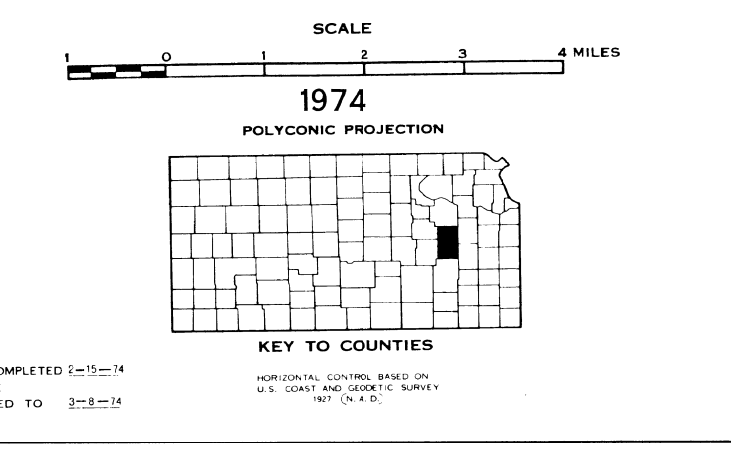 SCALE
1 0 1 2 3 4 MILES
1974
POLYCONIC PROJECTION
KEY TO COUNTIES
OMPLETED 2-15-74
ED TO 3-8-74
HORIZONTAL CONTROL BASED ON
U.S. COAST AND GEODETIC SURVEY
1927 (N. A. D.)